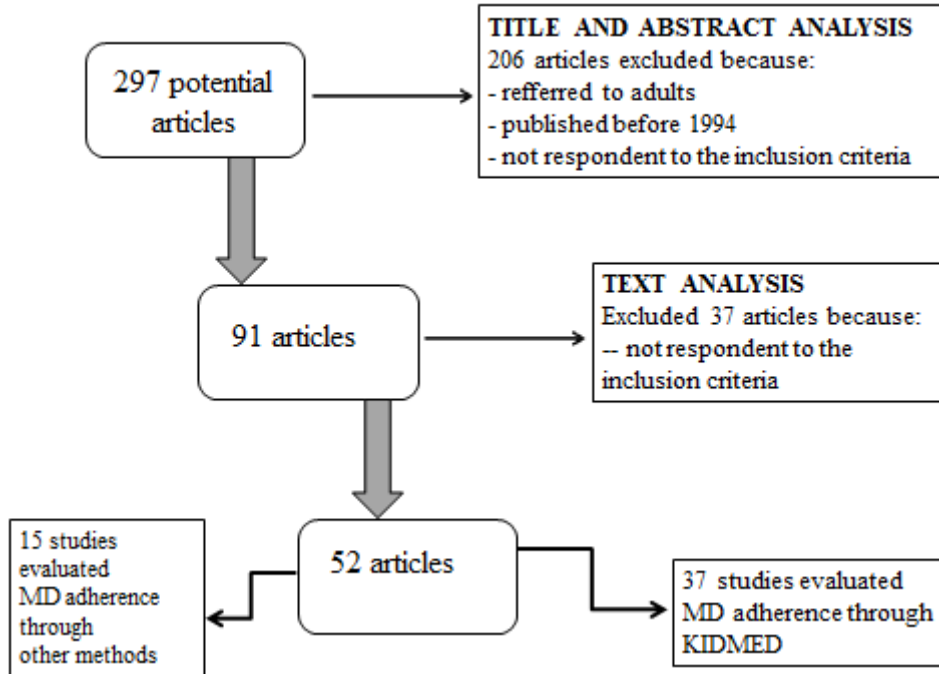 297 potential
articles
TITLE AND ABSTRACT ANALYSIS
206 articles excluded because:
- refferred to adults
- published before 1994
- not respondent to the inclusion criteria
91 articles
TEXT ANALYSIS
Excluded 37 articles because:
-- not respondent to the
inclusion criteria
52 articles
15 studies
evaluated
MD adherence
through
other methods
37 studies evaluated
MD adherence through
KIDMED